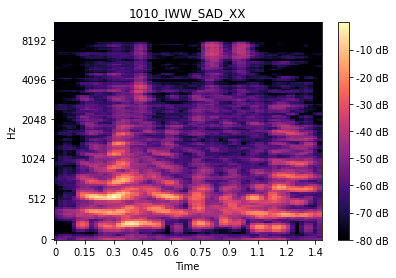 1010_IWW_SAD_XX
8192
4096
2048
1024
512
0
Hz
0 0.15 0.3 0.45 0.6 0.75 0.9 1.1 1.2 1.4
Time
-10 dB
-20 dB
-30 dB
-40 dB
-50 dB
-60 dB
-70 dB
-80 dB